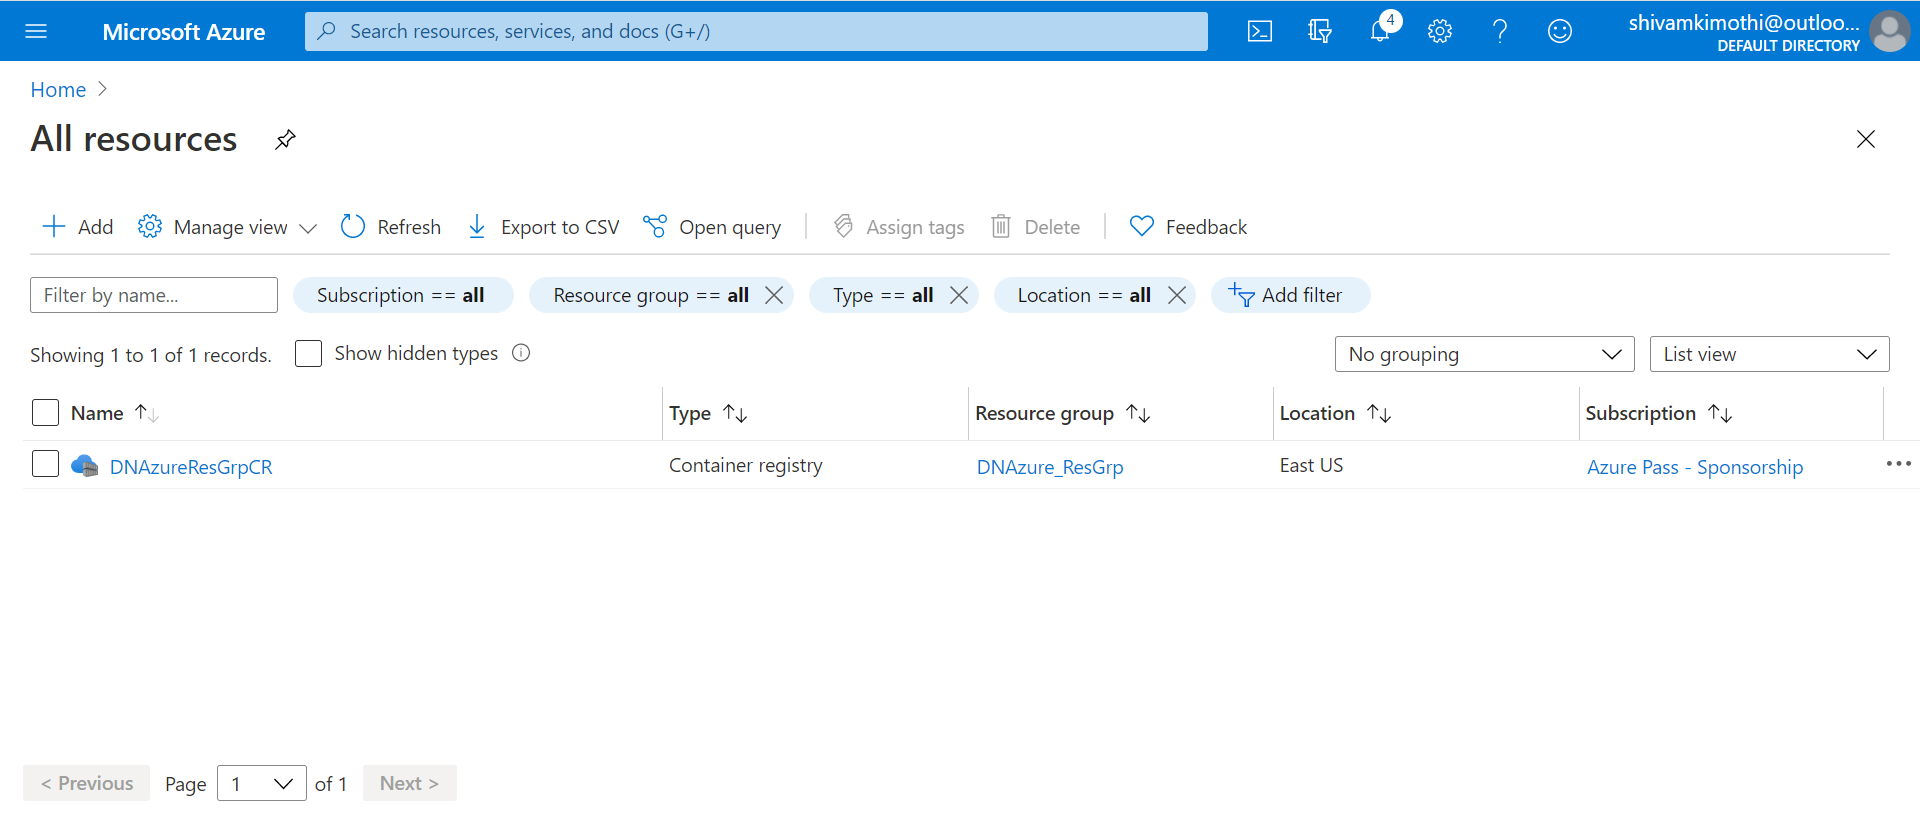 Microsoft Azure
Search resources, services, and docs (G+/)
4
shivamkimothi@outloo...
DEFAULT DIRECTORY
Home >
All resources
Add Manage view Refresh Export to CSV Open query Assign tags Delete Feedback
Filter by name... Subscription == all Resource group == all Type == all Location == all Add filter
Showing 1 to 1 of 1 records. Show hidden types No grouping List view
Name Type Resource group Location Subscription
DNAzureResGrpCR Container registry DNAzure_ResGrp East US Azure Pass - Sponsorship
< Previous Page 1 of 1 Next >